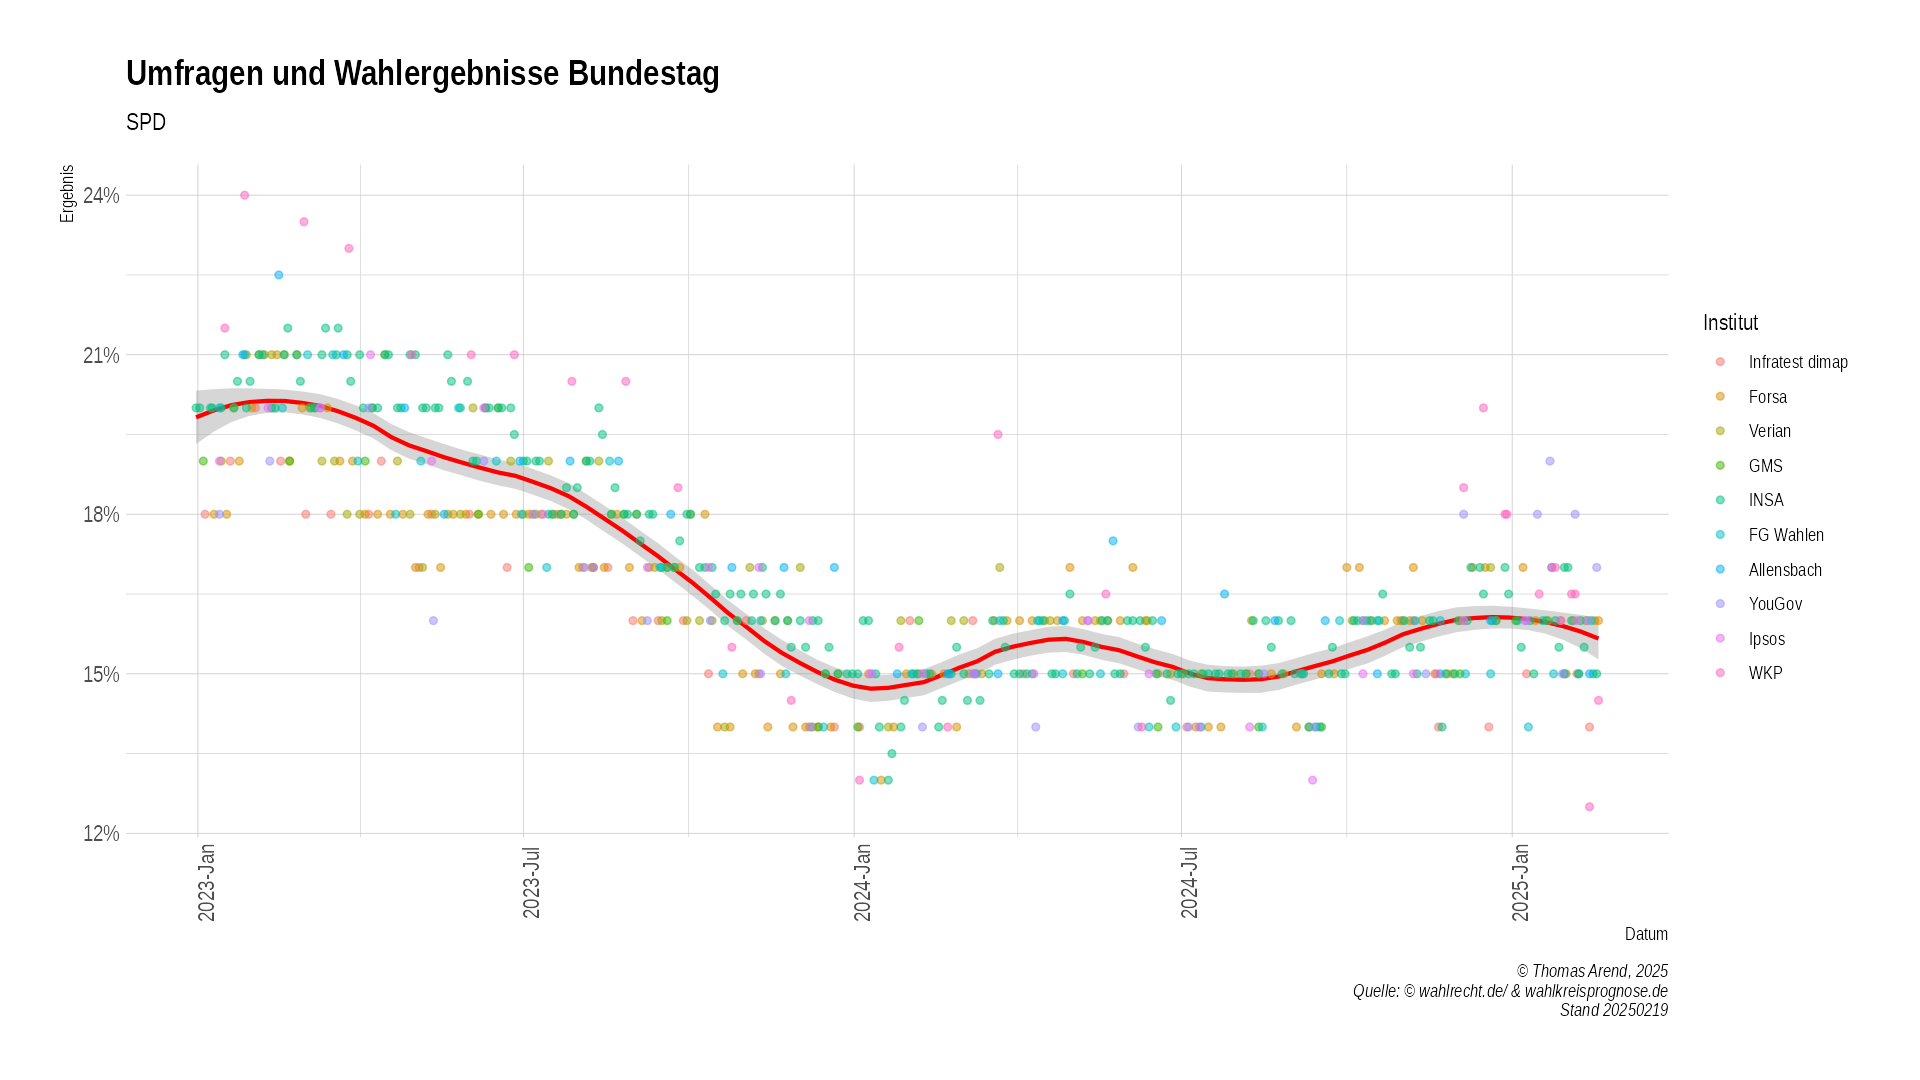 Umfragen und Wahlergebnisse Bundestag
SPD
Ergebnis
24%
21%
18%
15%
12%
2023-Jan
2023-Jul
2024-Jan
2024-Jul
2025-Jan
Datum
Institut
Infratest dimap
Forsa
Verian
GMS
INSA
FG Wahlen
Allensbach
YouGov
Ipsos
WKP
© Thomas Arend, 2025
Quelle: © wahlrecht.de/ & wahlkreisprognose.de
Stand 20250219